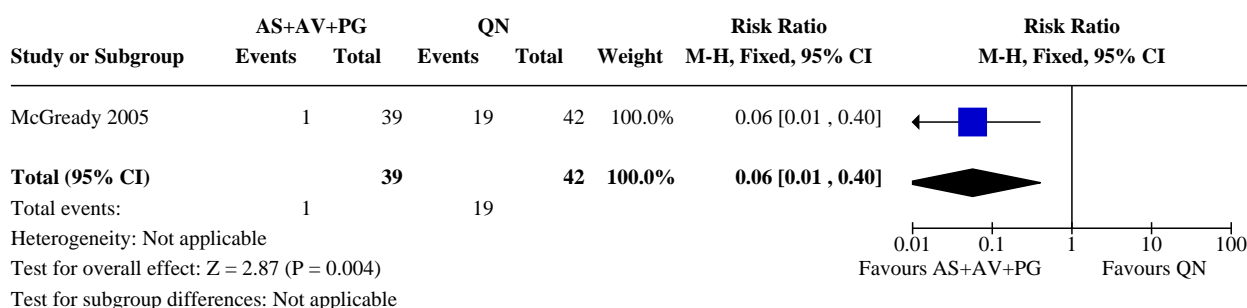 AS+AV+PG QN Risk Ratio Risk Ratio
Study or Subgroup Events Total Events Total Weight M-H, Fixed, 95% CI M-H, Fixed, 95% CI
McGready 2005 1 39 19 42 100.0% 0.06 [0.01 , 0.40]
Total (95% CI) 39 42 100.0% 0.06 [0.01 , 0.40]
Total events: 1 19
Heterogeneity: Not applicable 0.01 0.1 1 10 100
Test for overall effect: Z = 2.87 (P = 0.004) Favours AS+AV+PG Favours QN
Test for subgroup differences: Not applicable